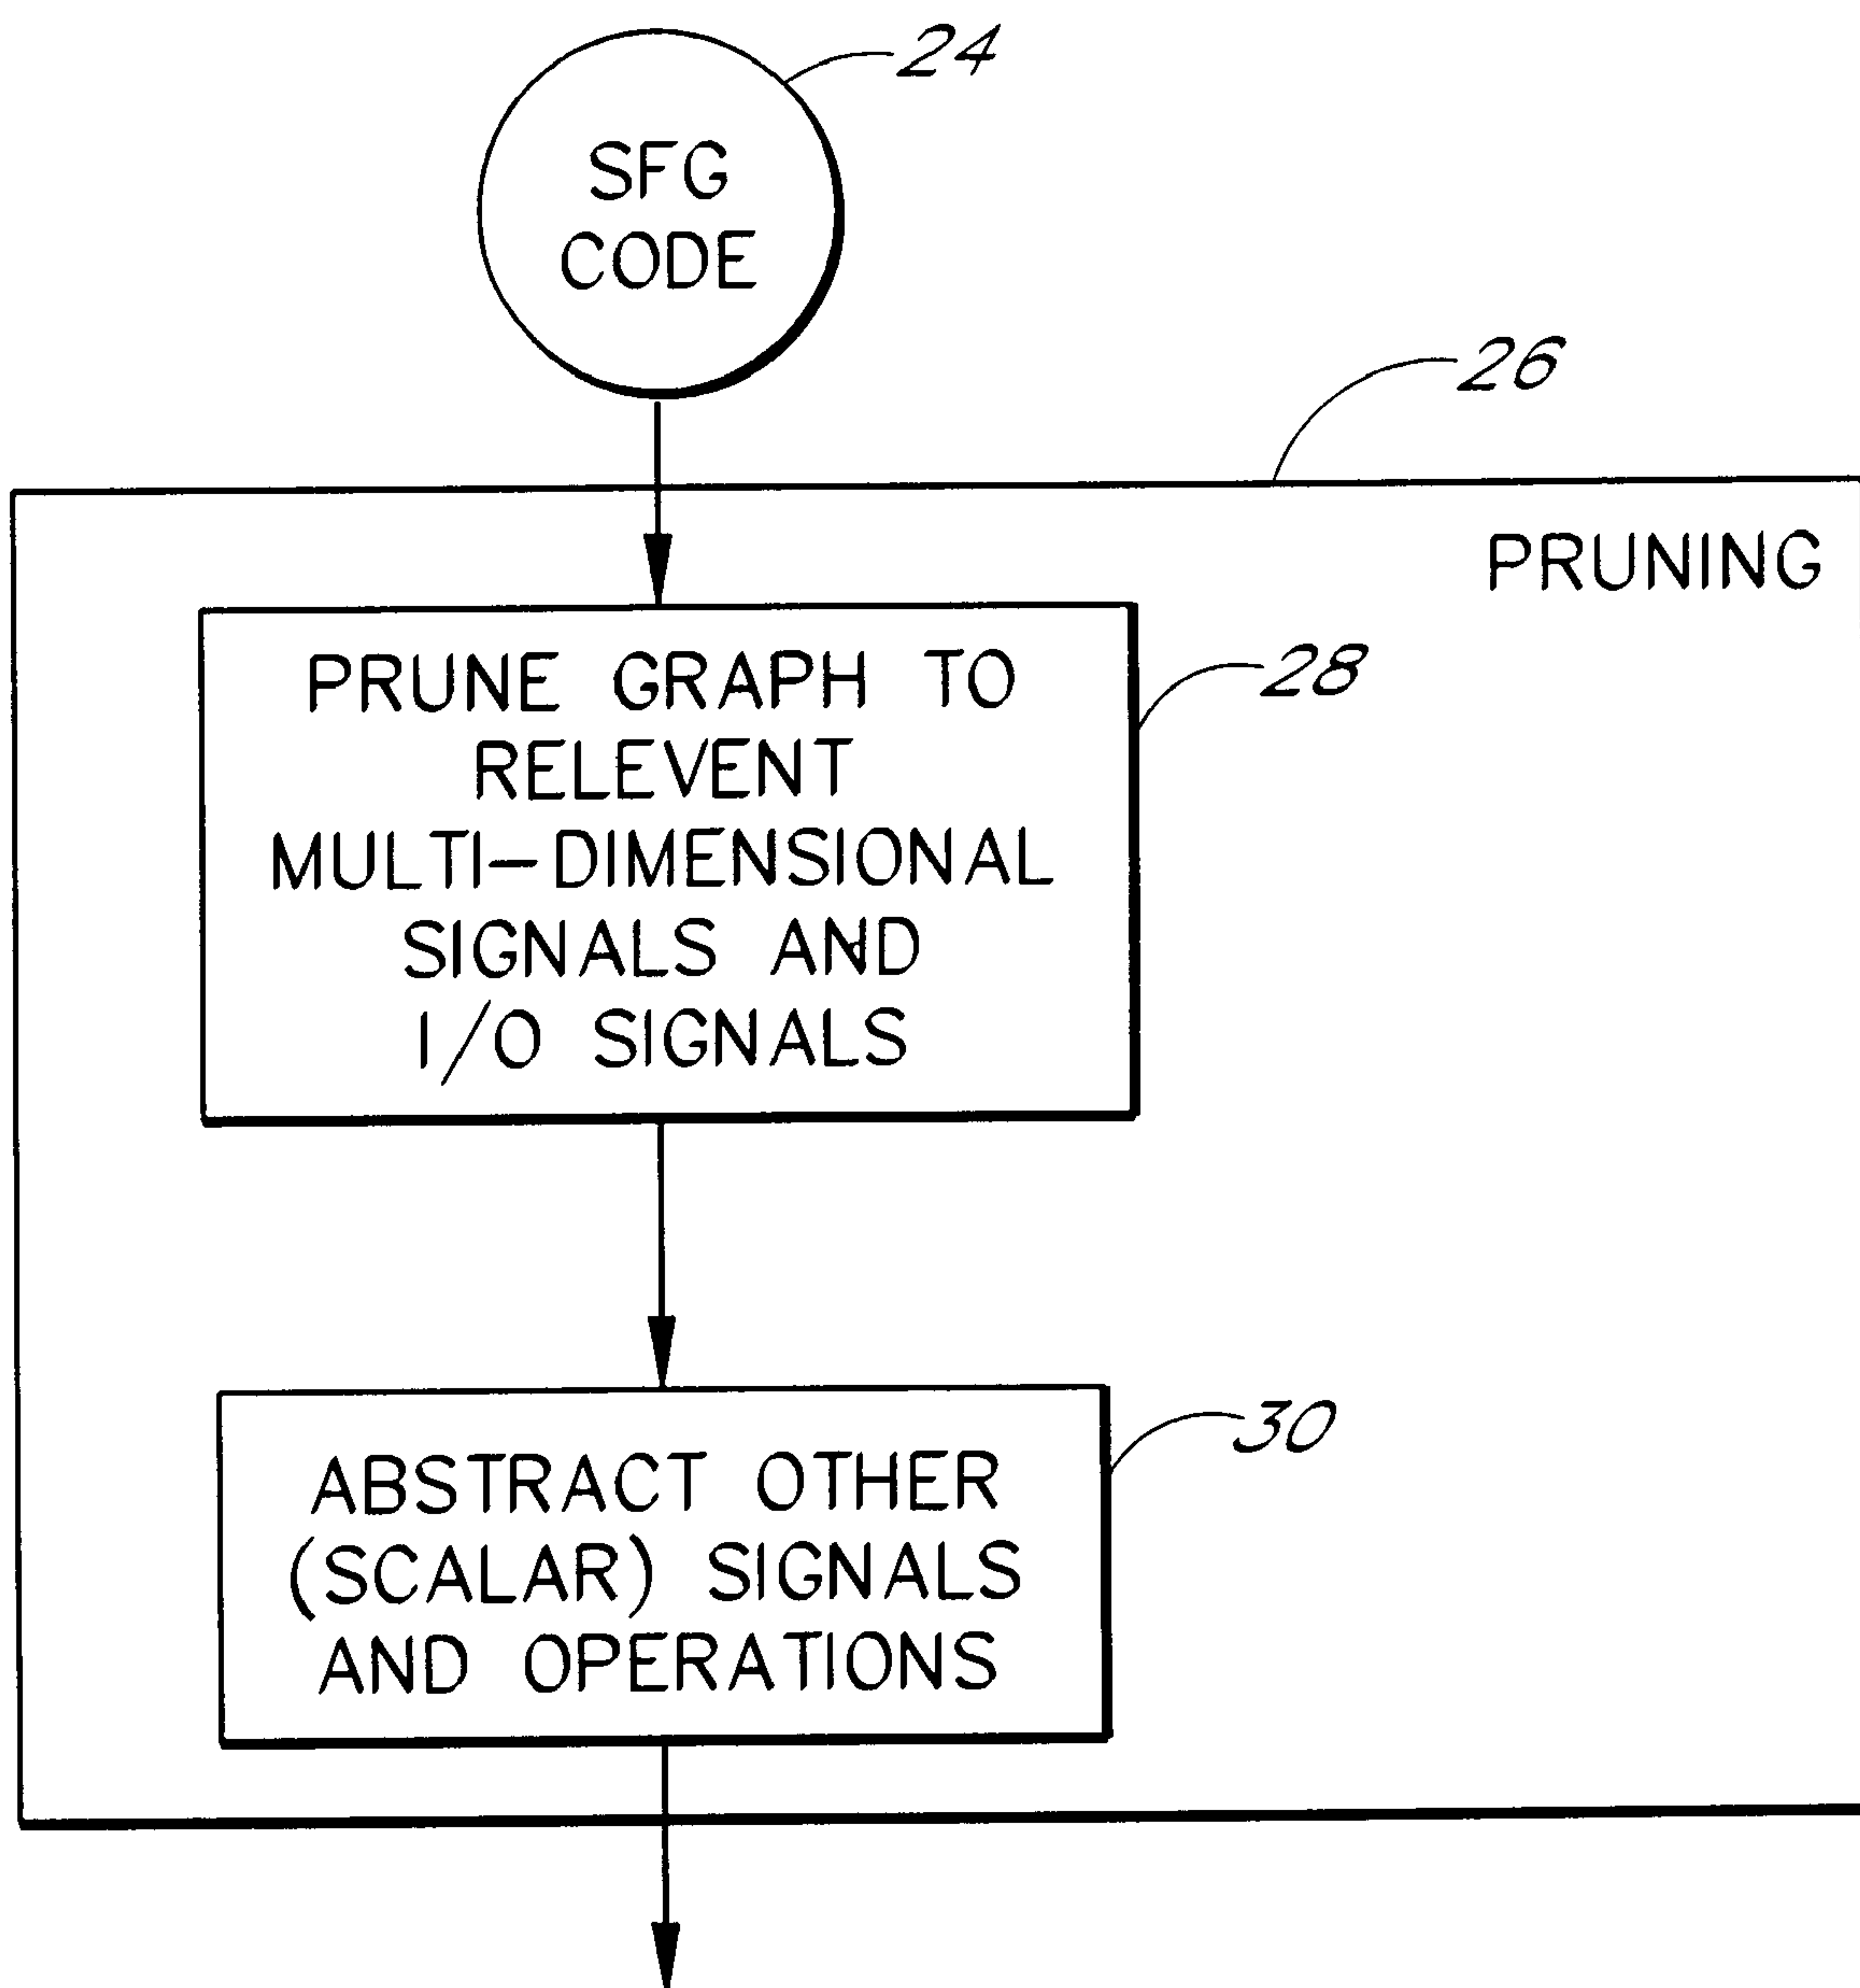 24
SFG
CODE
26
PRUNING
PRUNE GRAPH TO
RELEVENT
MULTI-DIMENSIONAL
SIGNALS AND
I/O SIGNALS
28
ABSTRACT OTHER
(SCALAR) SIGNALS
AND OPERATIONS
30